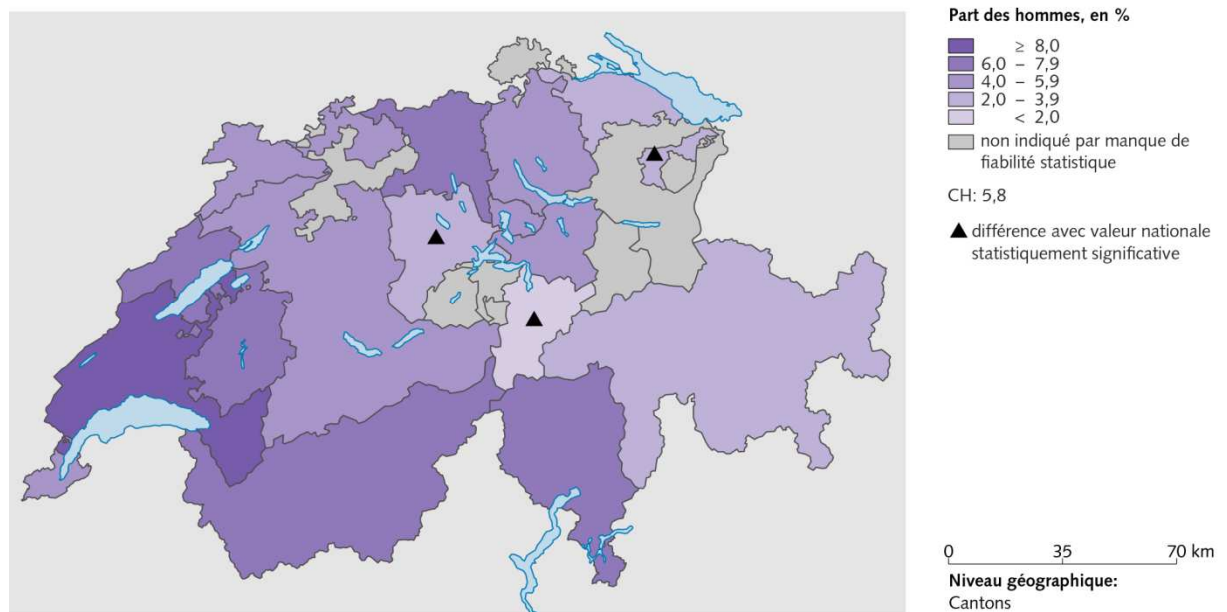 Part des hommes, en %
≥ 8,0
6,0 – 7,9
4,0 – 5,9
2,0 – 3,9
< 2,0
non indiqué par manque de
fiabilité statistique
CH: 5,8
différence avec valeur nationale
statistiquement significative
0 35 70 km
Niveau géographique:
Cantons